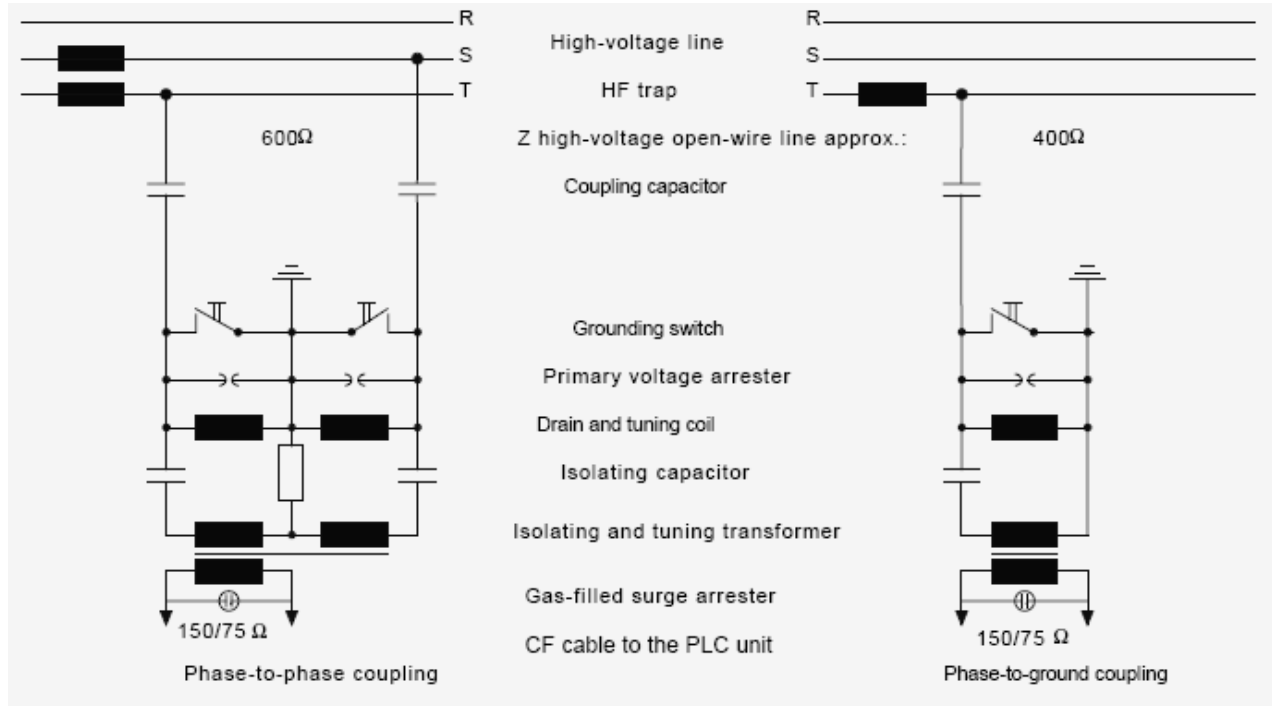 R
R
High-voltage line
S
S
T
HF trap
T
600Ω
Z high-voltage open-wire line approx.:
400Ω
Coupling capacitor
Grounding switch
Primary voltage arrester
Drain and tuning coil
Isolating capacitor
Isolating and tuning transformer
Gas-filled surge arrester
150/75 Ω
CF cable to the PLC unit
150/75 Ω
Phase-to-phase coupling
Phase-to-ground coupling